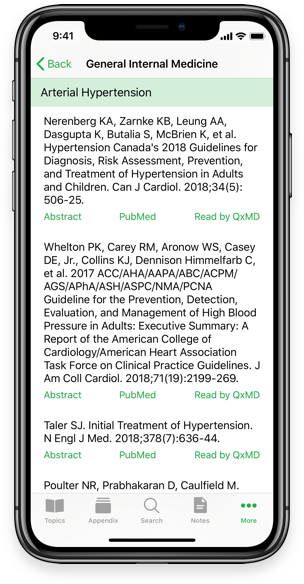 9:41
Back
General Internal Medicine
Arterial Hypertension
Nerenberg KA, Zarnke KB, Leung AA,
Dasgupta K, Butalia S, McBrien K, et al.
Hypertension Canada's 2018 Guidelines for
Diagnosis, Risk Assessment, Prevention,
and Treatment of Hypertension in Adults
and Children. Can J Cardiol. 2018;34(5):
506-25.
Abstract PubMed Read by QxMD
Whelton PK, Carey RM, Aronow WS, Casey
DE, Jr., Collins KJ, Dennison Himmelfarb C,
et al. 2017 ACC/AHA/AAPA/ABC/ACPM/
AGS/APhA/ASH/ASPC/NMA/PCNA
Guideline for the Prevention, Detection,
Evaluation, and Management of High Blood
Pressure in Adults: Executive Summary: A
Report of the American College of
Cardiology/American Heart Association
Task Force on Clinical Practice Guidelines. J
Am Coll Cardiol. 2018;71(19):2199-269.
Abstract PubMed Read by QxMD
Taler SJ. Initial Treatment of Hypertension.
N Engl J Med. 2018;378(7):636-44.
Abstract PubMed Read by QxMD
Poulter NR, Prabhakaran D, Caulfield M.
Topics Appendix Search Notes More